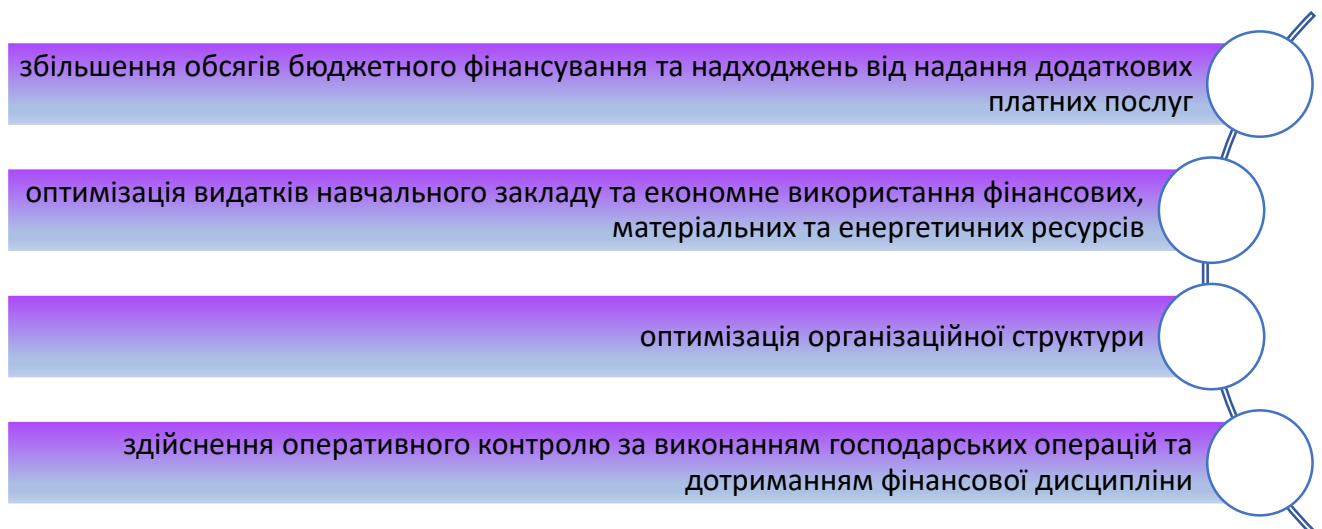 збільшення обсягів бюджетного фінансування та надходжень від надання додаткових
платних послуг
оптимізація видатків навчального закладу та економне використання фінансових,
матеріальних та енергетичних ресурсів
оптимізація організаційної структури
здійснення оперативного контролю за виконанням господарських операцій та
дотриманням фінансової дисципліни